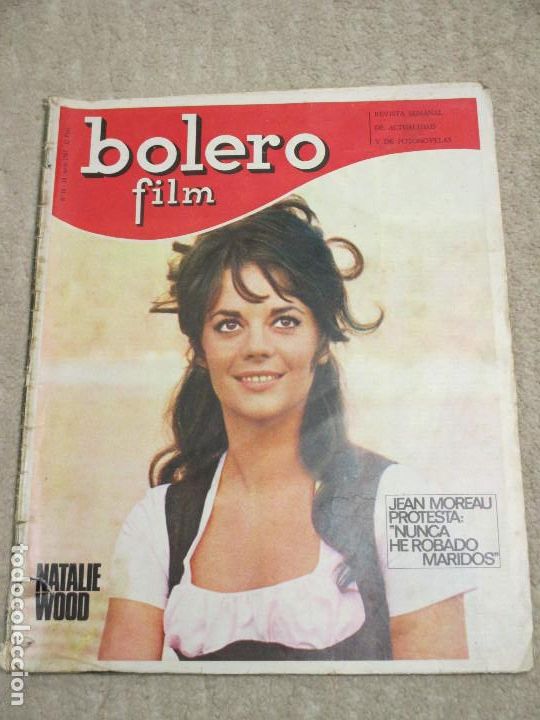 bolero
film
REVISTA SEMANAL
DE ACTUALIDAD
Y DE FOTONOVELAS
JEAN MOREAU
PROTESTA:
"NUNCA
HE ROBADO
MARIDOS"
NATALIE
WOOD
todocoleccion